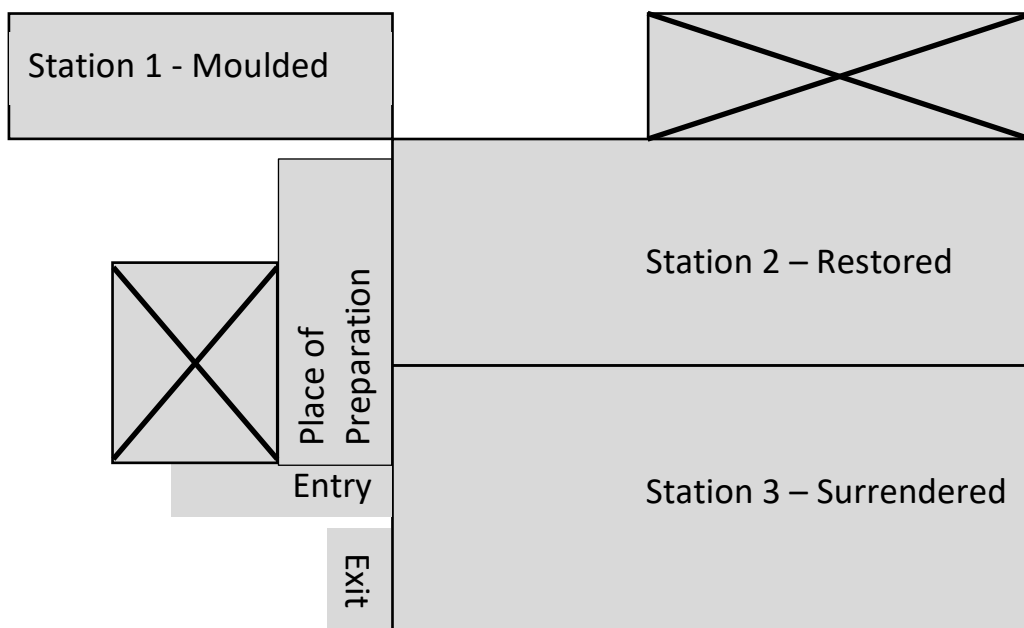 Station 1 - Moulded
Station 2 – Restored
Place of
Preparation
Entry
Station 3 – Surrendered
Exit